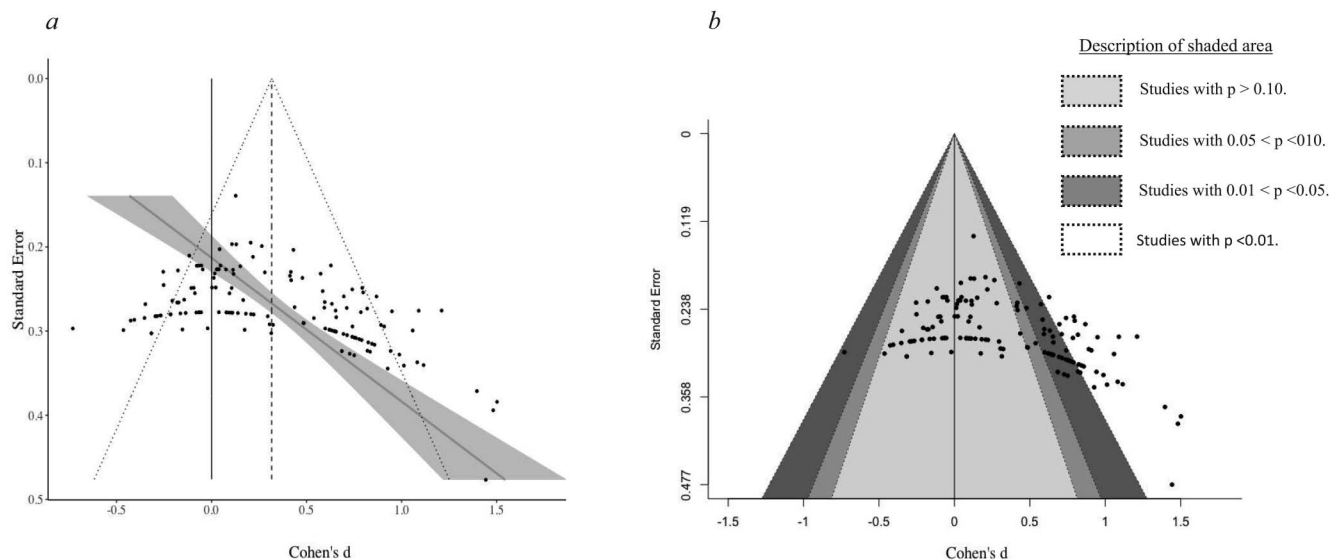 a
0.0
0.1
0.2
0.3
0.4
0.5
Standard Error
-0.5 0.0 0.5 1.0 1.5
Cohen's d
b
Description of shaded area
Studies with p > 0.10.
Studies with 0.05 < p <010.
Studies with 0.01 < p <0.05.
Studies with p <0.01.
0
0.119
0.238
0.358
0.477
Standard Error
-1.5 -1 -0.5 0 0.5 1 1.5
Cohen's d